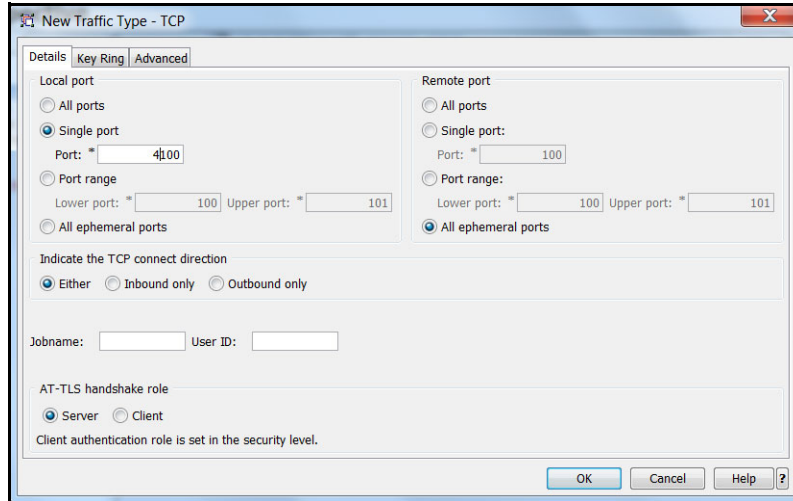 New Traffic Type - TCP
Details Key Ring Advanced
Local port
All ports
Single port
Port: * 4100
Port range
Lower port: * 100 Upper port: * 101
All ephemeral ports
Remote port
All ports
Single port:
Port: * 100
Port range:
Lower port: * 100 Upper port: * 101
All ephemeral ports
Indicate the TCP connect direction
Either Inbound only Outbound only
Jobname: User ID:
AT-TLS handshake role
Server Client
Client authentication role is set in the security level.
OK Cancel Help ?